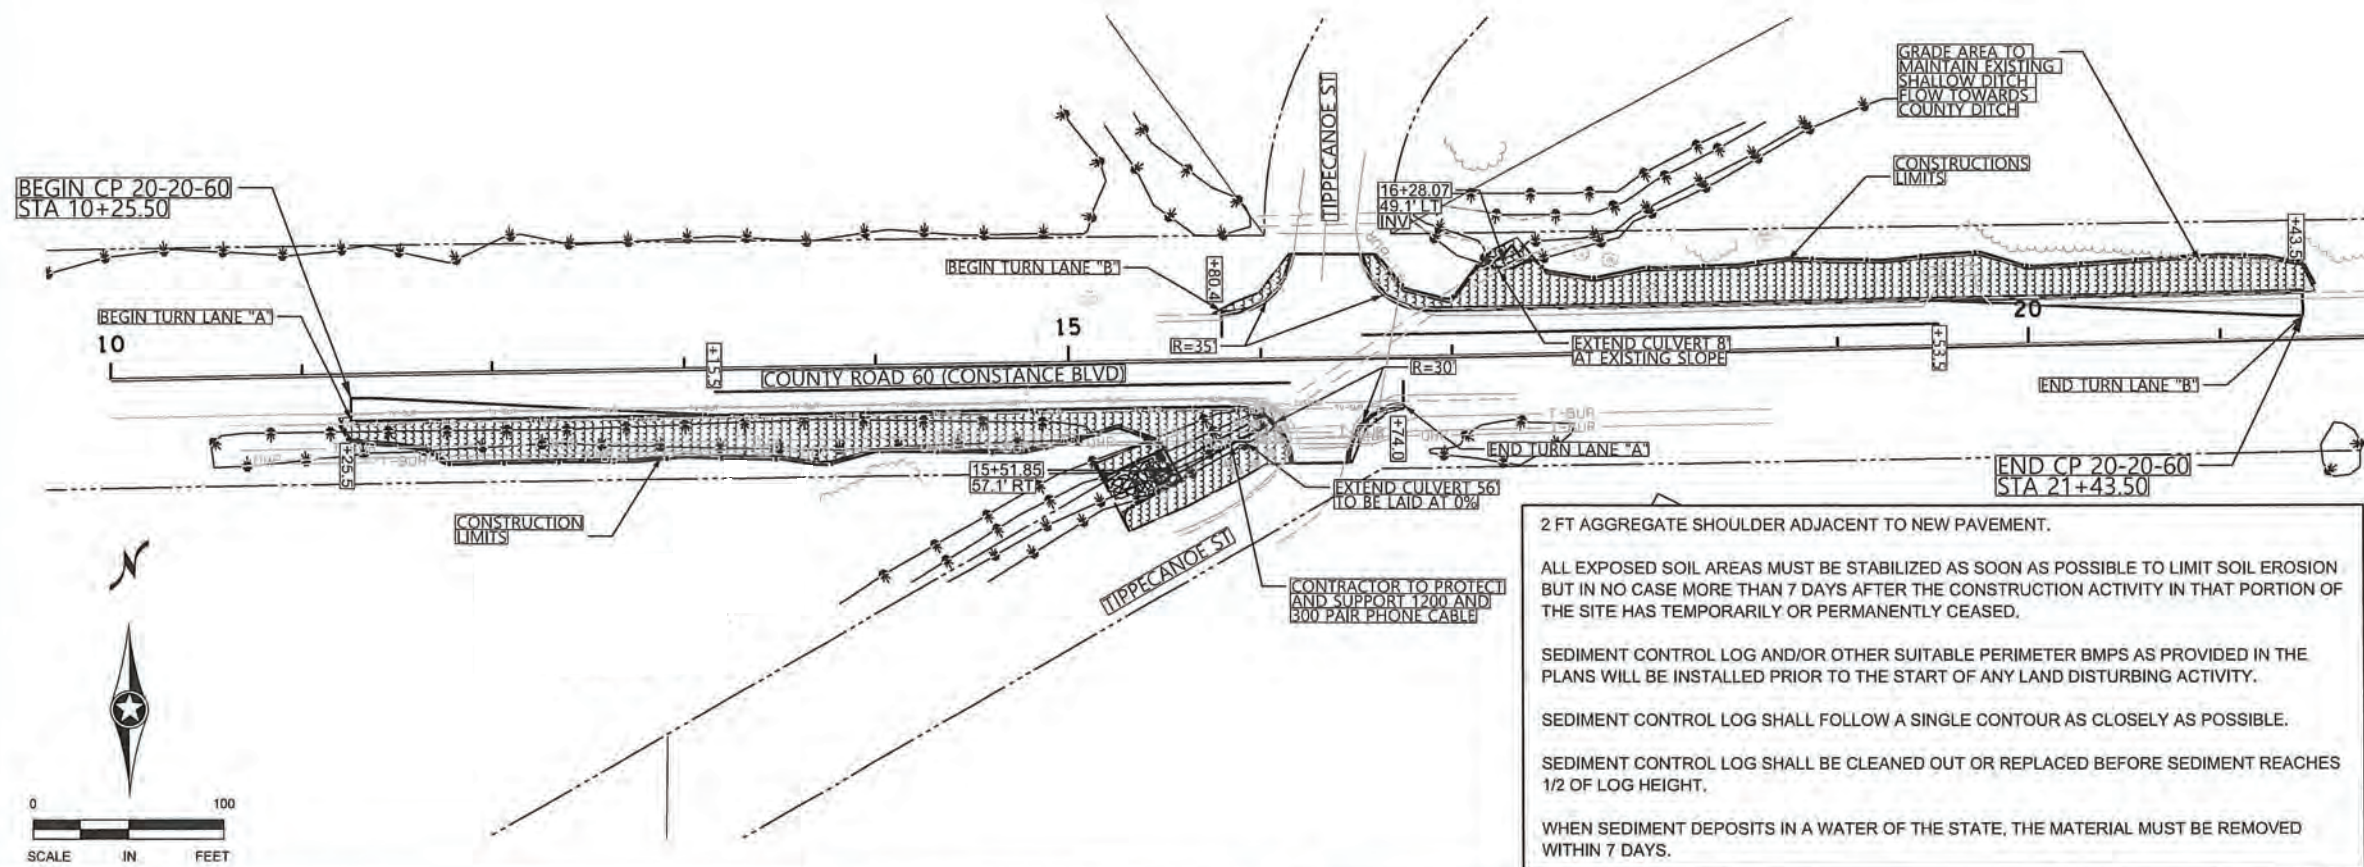 BEGIN CP 20-20-60
STA 10+25.50
BEGIN TURN LANE "A"
10
+25.5
+15.5
COUNTY ROAD 60 (CONSTANCE BLVD)
CONSTRUCTION
LIMITS
BEGIN TURN LANE "B"
+80.4
15
R=35'
TIPPECANOE ST
16+28.07
49.1' LT
INV
GRADE AREA TO
MAINTAIN EXISTING
SHALLOW DITCH
FLOW TOWARDS
COUNTY DITCH
CONSTRUCTIONS
LIMITS
+43.5
20
EXTEND CULVERT 8'
AT EXISTING SLOPE
+53.5
END TURN LANE "B"
R=30'
T-BUR
T-BUR
T-BUR
+74.0
END TURN LANE "A"
END CP 20-20-60
STA 21+43.50
15+51.85
57.1' RT
EXTEND CULVERT 56'
TO BE LAID AT 0%
TIPPECANOE ST
CONTRACTOR TO PROTECT
AND SUPPORT 1200 AND
300 PAIR PHONE CABLE
N
0 100
SCALE IN FEET
2 FT AGGREGATE SHOULDER ADJACENT TO NEW PAVEMENT.
ALL EXPOSED SOIL AREAS MUST BE STABILIZED AS SOON AS POSSIBLE TO LIMIT SOIL EROSION
BUT IN NO CASE MORE THAN 7 DAYS AFTER THE CONSTRUCTION ACTIVITY IN THAT PORTION OF
THE SITE HAS TEMPORARILY OR PERMANENTLY CEASED.
SEDIMENT CONTROL LOG AND/OR OTHER SUITABLE PERIMETER BMPS AS PROVIDED IN THE
PLANS WILL BE INSTALLED PRIOR TO THE START OF ANY LAND DISTURBING ACTIVITY.
SEDIMENT CONTROL LOG SHALL FOLLOW A SINGLE CONTOUR AS CLOSELY AS POSSIBLE.
SEDIMENT CONTROL LOG SHALL BE CLEANED OUT OR REPLACED BEFORE SEDIMENT REACHES
1/2 OF LOG HEIGHT.
WHEN SEDIMENT DEPOSITS IN A WATER OF THE STATE, THE MATERIAL MUST BE REMOVED
WITHIN 7 DAYS.